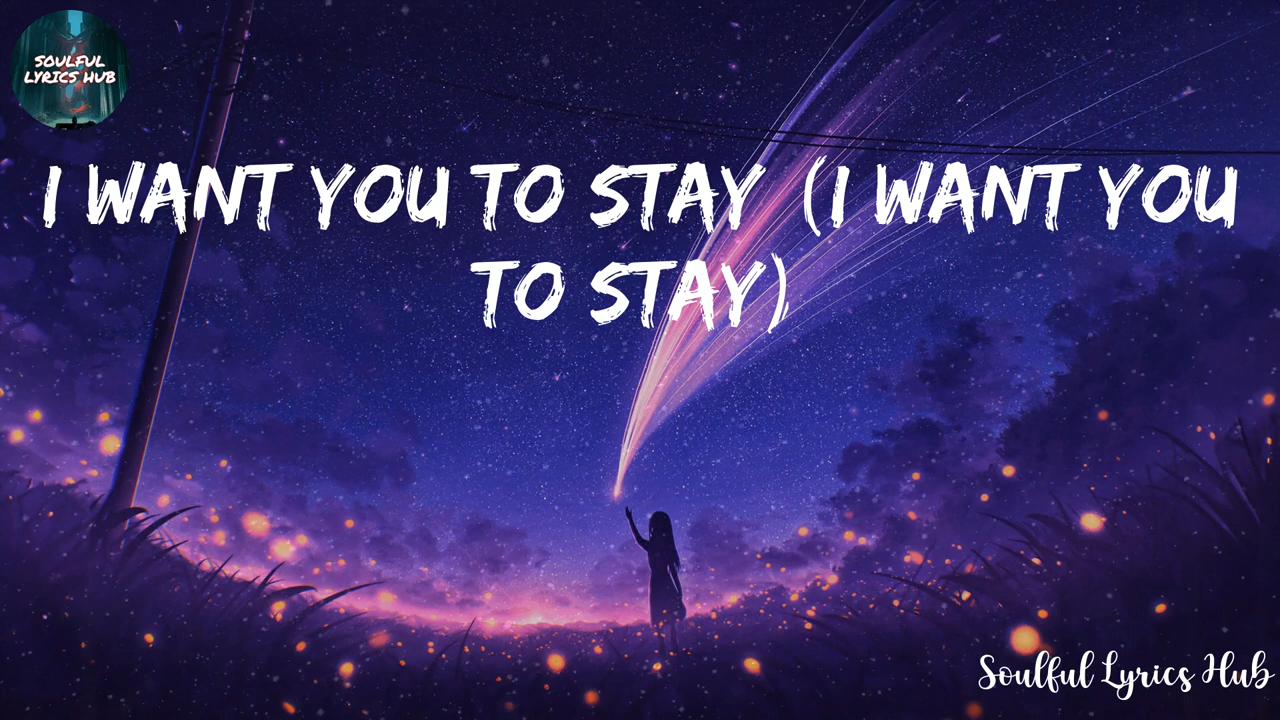 SOULFUL
LYRICS HUB
I WANT YOU TO STAY (I WANT YOU
TO STAY)
Soulful Lyrics Hub